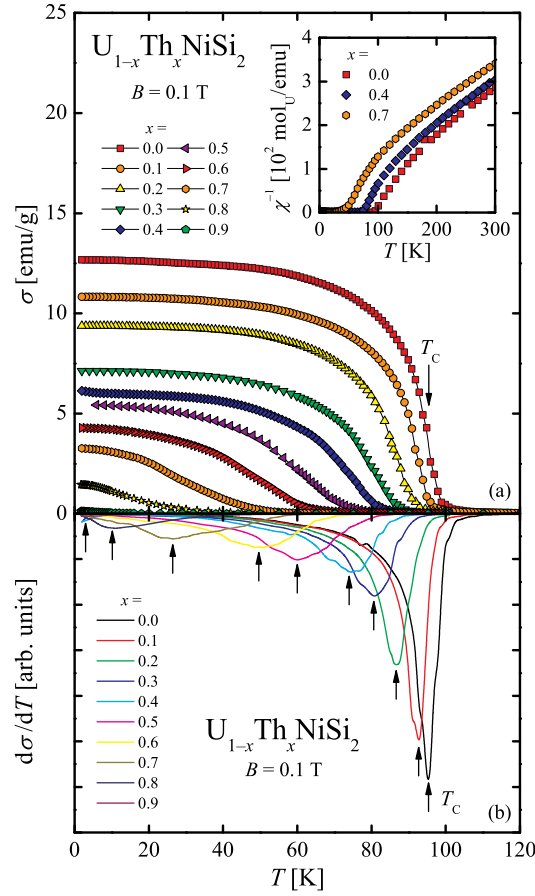 25
20
15
10
5
0
σ [emu/g]
U₁₋ₓThₓNiSi₂
B = 0.1 T
x =
0.0 0.5
0.1 0.6
0.2 0.7
0.3 0.8
0.4 0.9
4
3
2
1
0
χ⁻¹ [10² mol_U/emu]
x =
0.0
0.4
0.7
0 100 200 300
T [K]
T_C
(a)
dσ/dT [arb. units]
x =
0.0
0.1
0.2
0.3
0.4
0.5
0.6
0.7
0.8
0.9
U₁₋ₓThₓNiSi₂
B = 0.1 T
T_C
(b)
0 20 40 60 80 100 120
T [K]